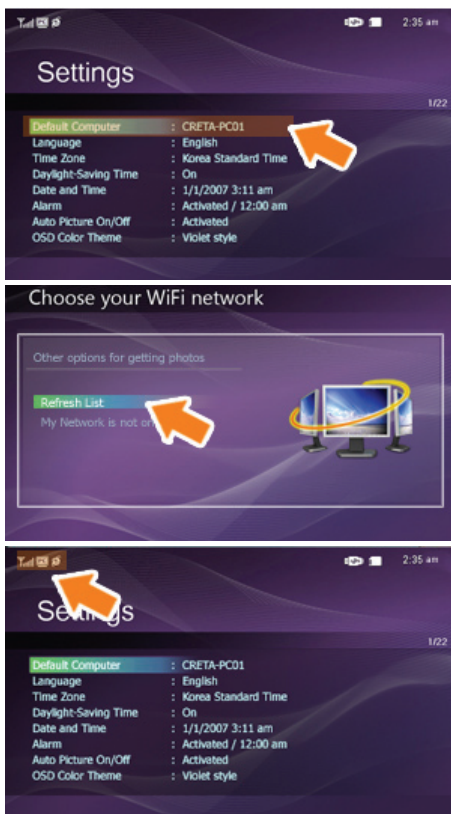 2:35 am
Settings
1/22
Default Computer : CRETA-PC01
Language : English
Time Zone : Korea Standard Time
Daylight-Saving Time : On
Date and Time : 1/1/2007 3:11 am
Alarm : Activated / 12:00 am
Auto Picture On/Off : Activated
OSD Color Theme : Violet style
Choose your WiFi network
Other options for getting photos
Refresh List
My Network is not
2:35 am
1/22
Default Computer : CRETA-PC01
Language : English
Time Zone : Korea Standard Time
Daylight-Saving Time : On
Date and Time : 1/1/2007 3:11 am
Alarm : Activated / 12:00 am
Auto Picture On/Off : Activated
OSD Color Theme : Violet style